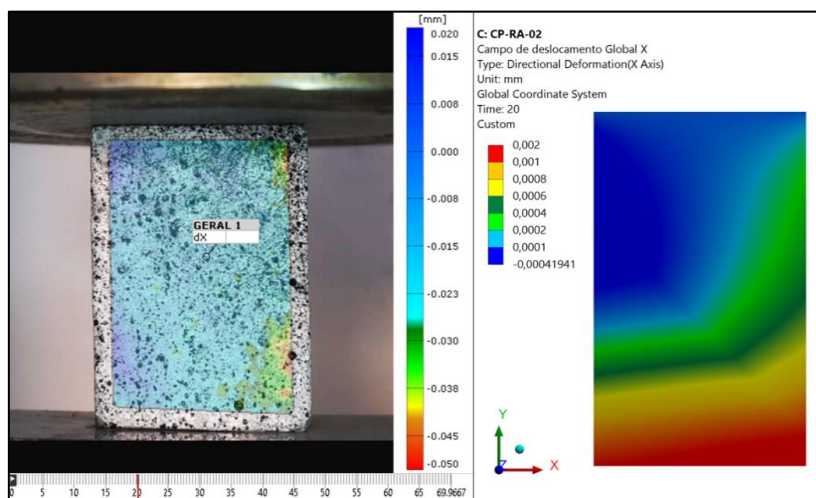 [mm]
0.020
0.008
0.000
-0.008
-0.015
-0.023
-0.030
-0.038
-0.045
-0.050
GERAL 1
dX
0 5 10 15 20 25 30 35 40 45 50 55 60 65 69.9667
C: CP-RA-02
Campo de deslocamento Global X
Type: Directional Deformation(X Axis)
Unit: mm
Global Coordinate System
Time: 20
Custom
0,002
0,001
0,0008
0,0006
0,0004
0,0002
0,0001
-0,00041941
Y
Z
X